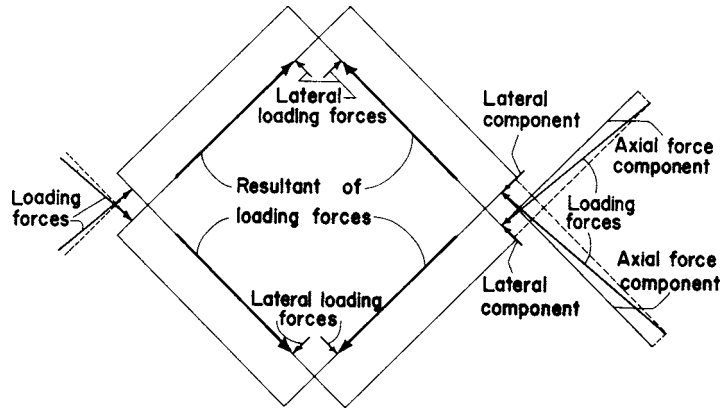 Lateral
loading forces
Lateral
component
Axial force
component
Loading
forces
Resultant of
loading forces
Loading
forces
Axial force
component
Lateral loading
forces
Lateral
component